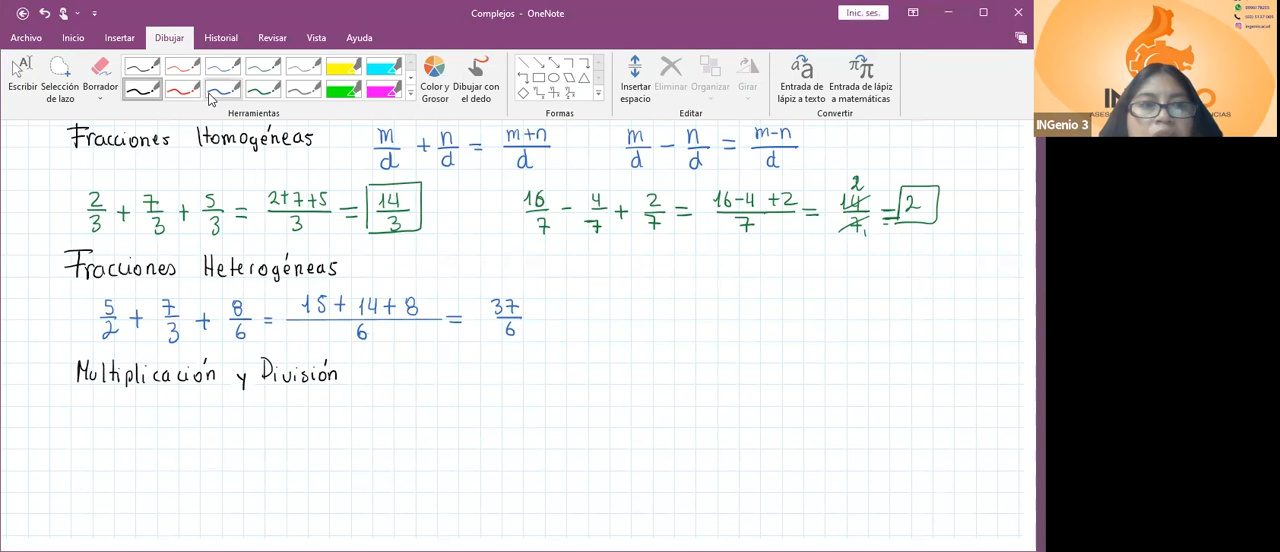 Complejos - OneNote
Inic. ses.
Archivo Inicio Insertar Dibujar Historial Revisar Vista Ayuda
Escribir Selección de lazo Borrador Color y Grosor Dibujar con el dedo Insertar espacio Eliminar Organizar Girar Entrada de lápiz a texto Entrada de lápiz a matemáticas
Herramientas Formas Editar Convertir
INGenio 3
Fracciones Homogéneas m/d + n/d = m+n/d m/d - n/d = m-n/d
2/3 + 7/3 + 5/3 = 2+7+5/3 = 14/3 16/7 - 4/7 + 2/7 = 16-4+2/7 = 14/7 2 1 = 2
Fracciones Heterogéneas
5/2 + 7/3 + 8/6 = 15+14+8/6 = 37/6
Multiplicación y División